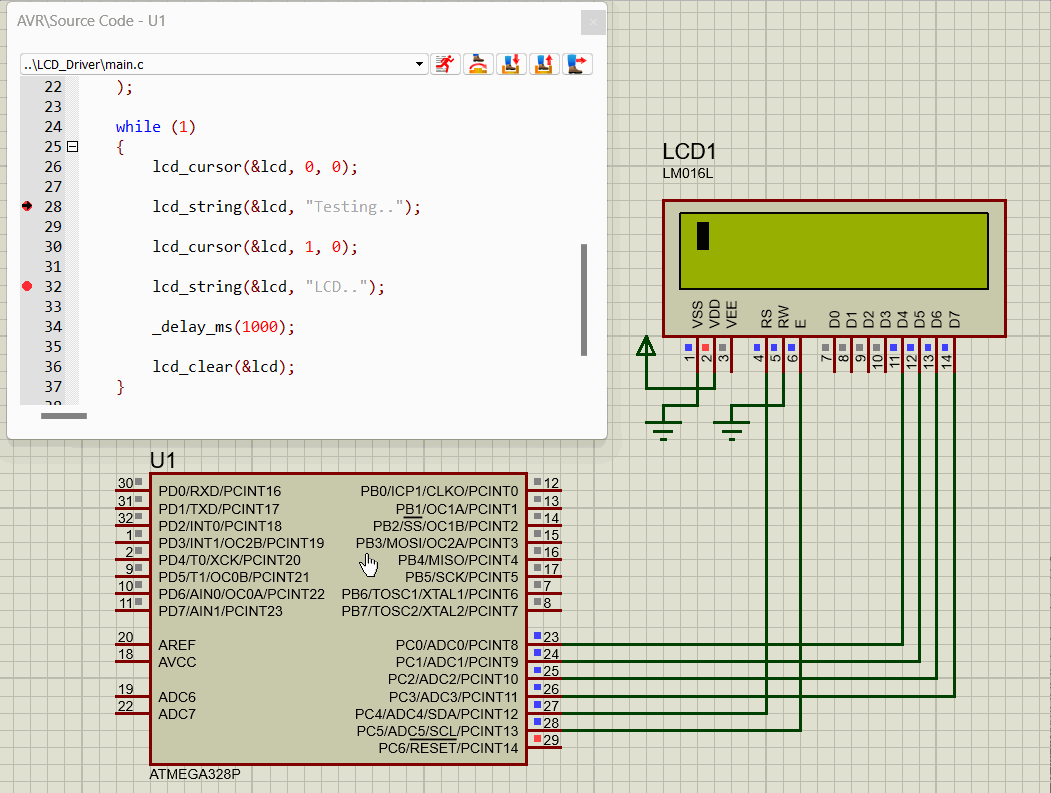 AVR\Source Code - U1
..\LCD_Driver\main.c
22 );
23
24 while (1)
25 {
26 lcd_cursor(&lcd, 0, 0);
27
28 lcd_string(&lcd, "Testing..");
29
30 lcd_cursor(&lcd, 1, 0);
31
32 lcd_string(&lcd, "LCD..");
33
34 _delay_ms(1000);
35
36 lcd_clear(&lcd);
37 }
38
LCD1
LM016L
VSS VDD VEE RS RW E D0 D1 D2 D3 D4 D5 D6 D7
1 2 3 4 5 6 7 8 9 10 11 12 13 14
U1
30 PD0/RXD/PCINT16 PB0/ICP1/CLKO/PCINT0 12
31 PD1/TXD/PCINT17 PB1/OC1A/PCINT1 13
32 PD2/INT0/PCINT18 PB2/SS/OC1B/PCINT2 14
1 PD3/INT1/OC2B/PCINT19 PB3/MOSI/OC2A/PCINT3 15
2 PD4/T0/XCK/PCINT20 PB4/MISO/PCINT4 16
9 PD5/T1/OC0B/PCINT21 PB5/SCK/PCINT5 17
10 PD6/AIN0/OC0A/PCINT22 PB6/TOSC1/XTAL1/PCINT6 7
11 PD7/AIN1/PCINT23 PB7/TOSC2/XTAL2/PCINT7 8
20 AREF PC0/ADC0/PCINT8 23
18 AVCC PC1/ADC1/PCINT9 24
PC2/ADC2/PCINT10 25
19 ADC6 PC3/ADC3/PCINT11 26
22 ADC7 PC4/ADC4/SDA/PCINT12 27
PC5/ADC5/SCL/PCINT13 28
PC6/RESET/PCINT14 29
ATMEGA328P